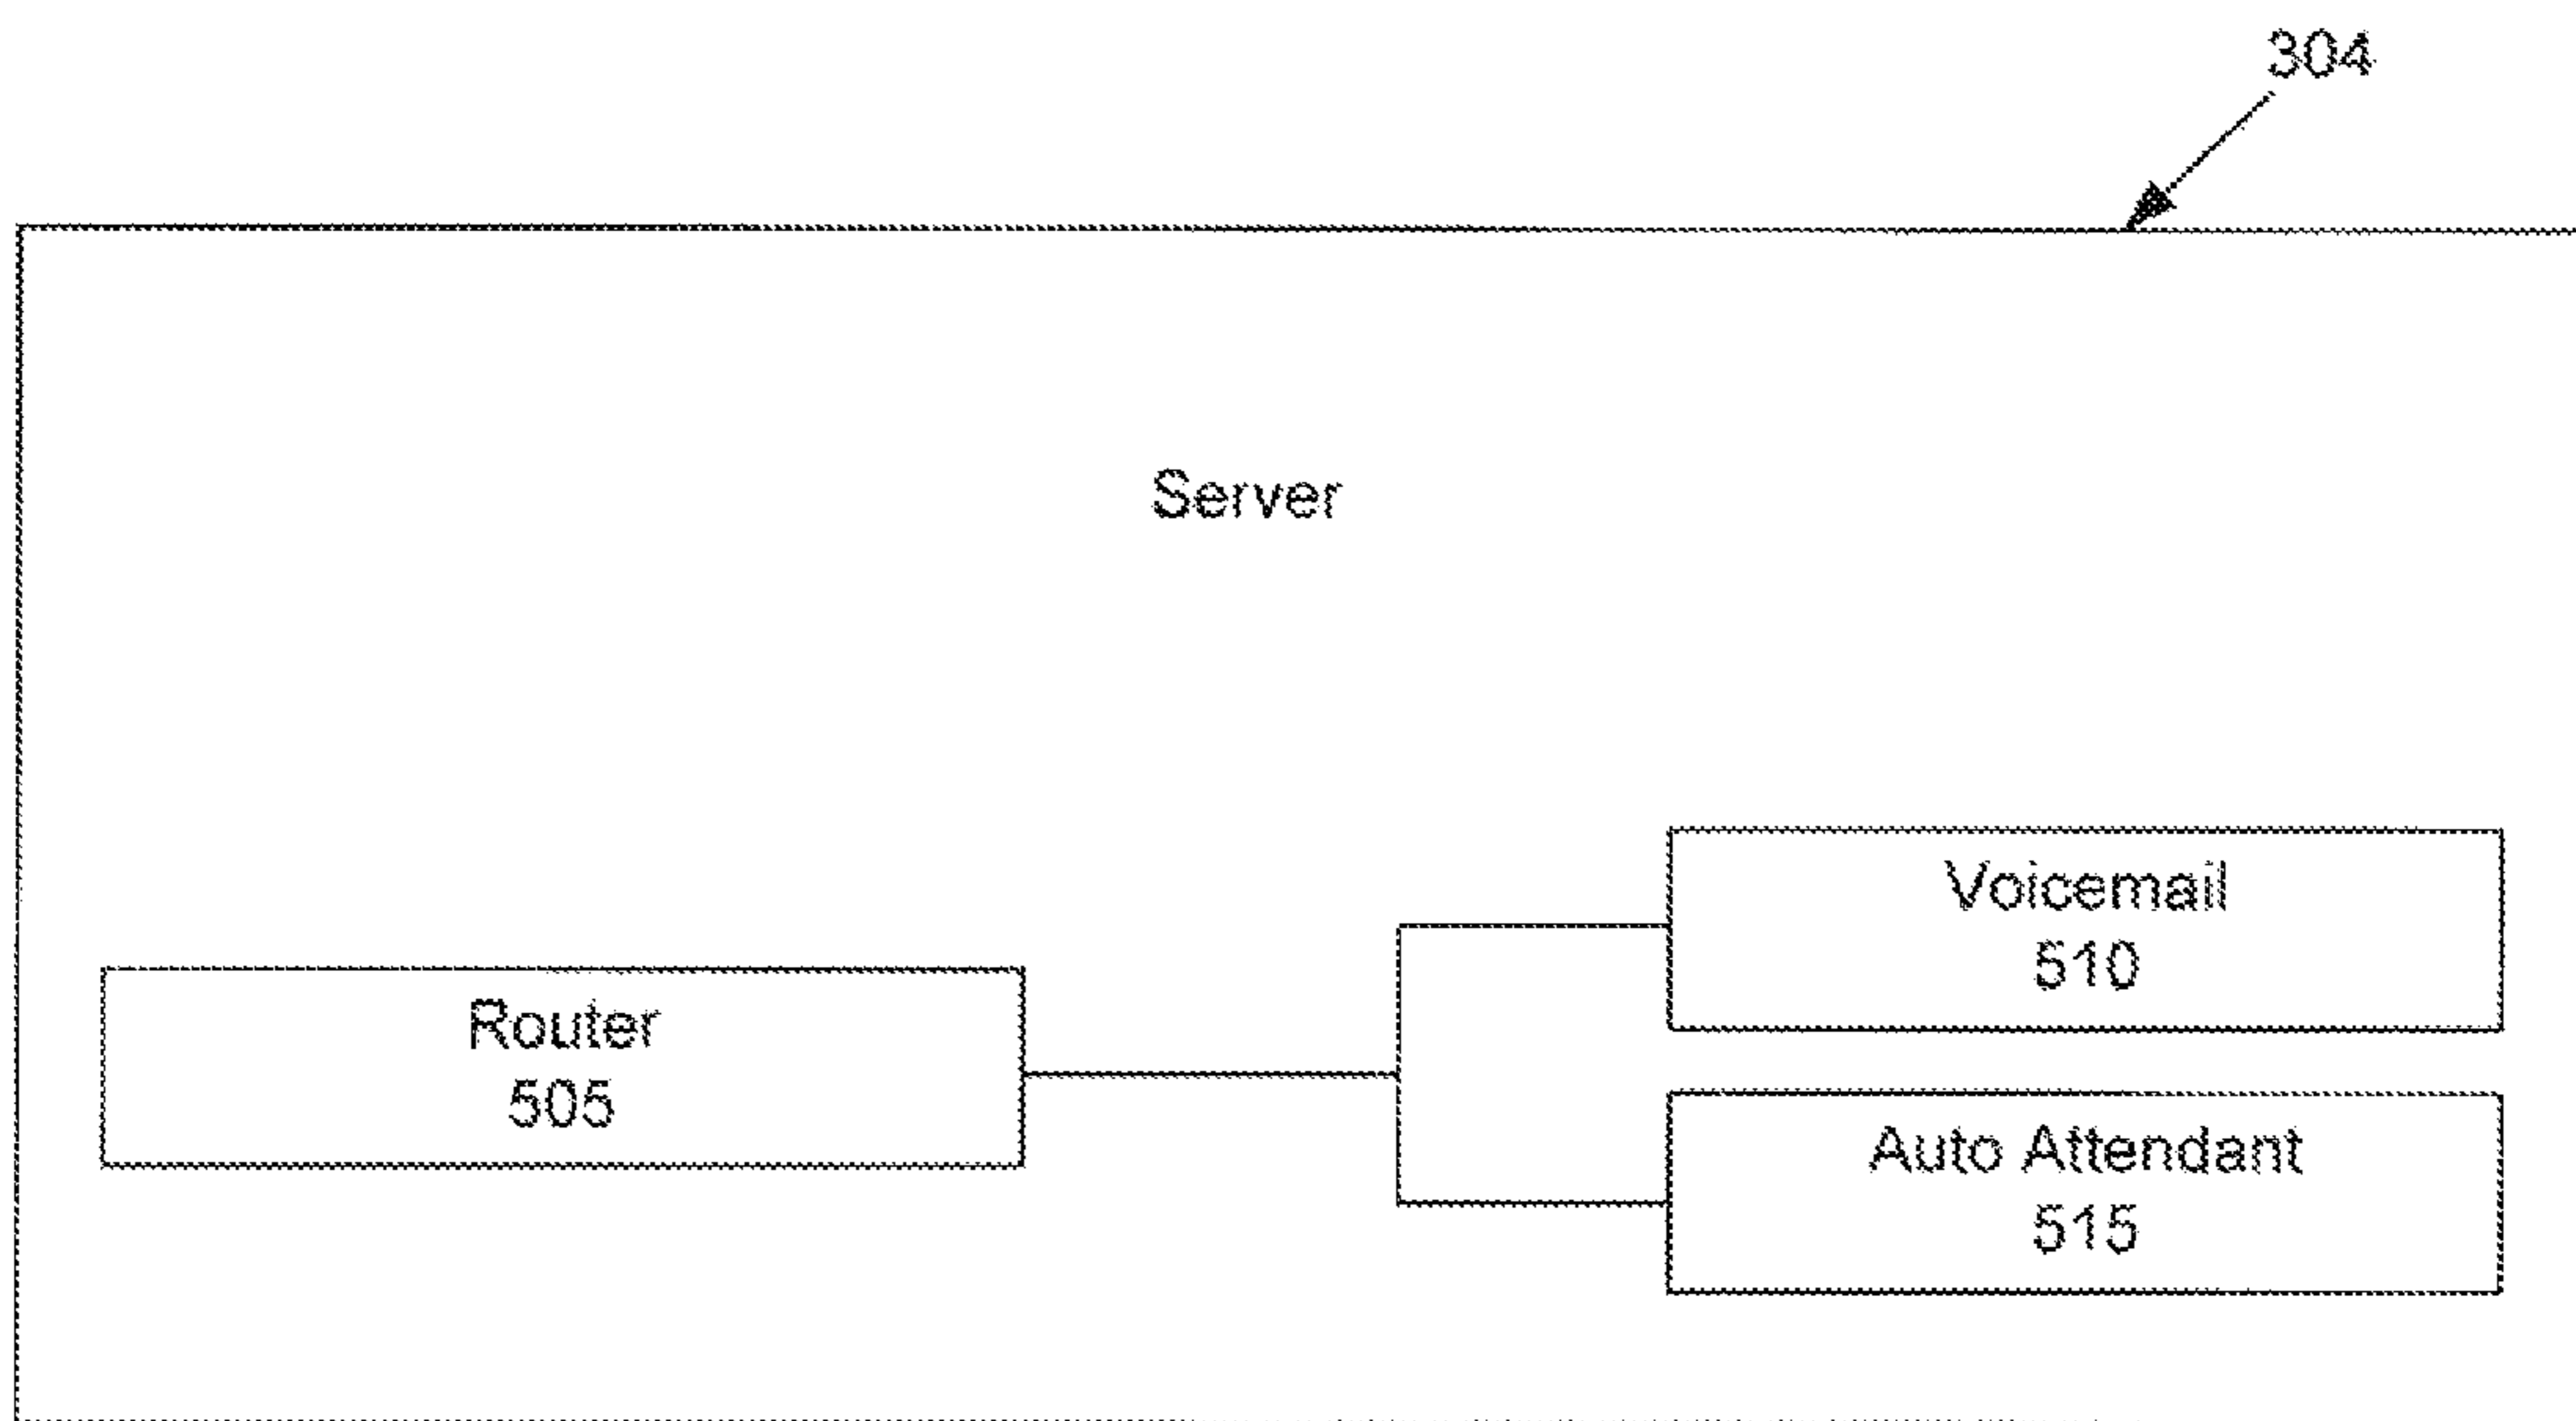 304
Server
Voicemail
510
Router
505
Auto Attendant
515